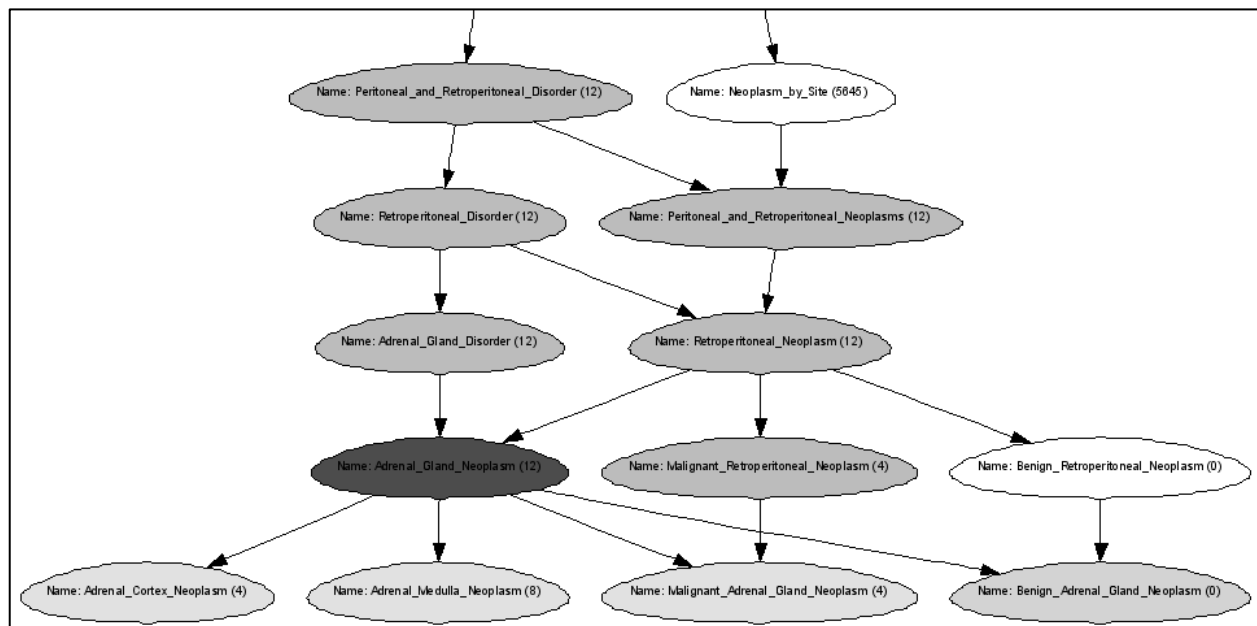 Name: Peritoneal_and_Retroperitoneal_Disorder (12)
Name: Neoplasm_by_Site (5645)
Name: Retroperitoneal_Disorder (12)
Name: Peritoneal_and_Retroperitoneal_Neoplasms (12)
Name: Adrenal_Gland_Disorder (12)
Name: Retroperitoneal_Neoplasm (12)
Name: Adrenal_Gland_Neoplasm (12)
Name: Malignant_Retroperitoneal_Neoplasm (4)
Name: Benign_Retroperitoneal_Neoplasm (0)
Name: Adrenal_Cortex_Neoplasm (4)
Name: Adrenal_Medulla_Neoplasm (8)
Name: Malignant_Adrenal_Gland_Neoplasm (4)
Name: Benign_Adrenal_Gland_Neoplasm (0)